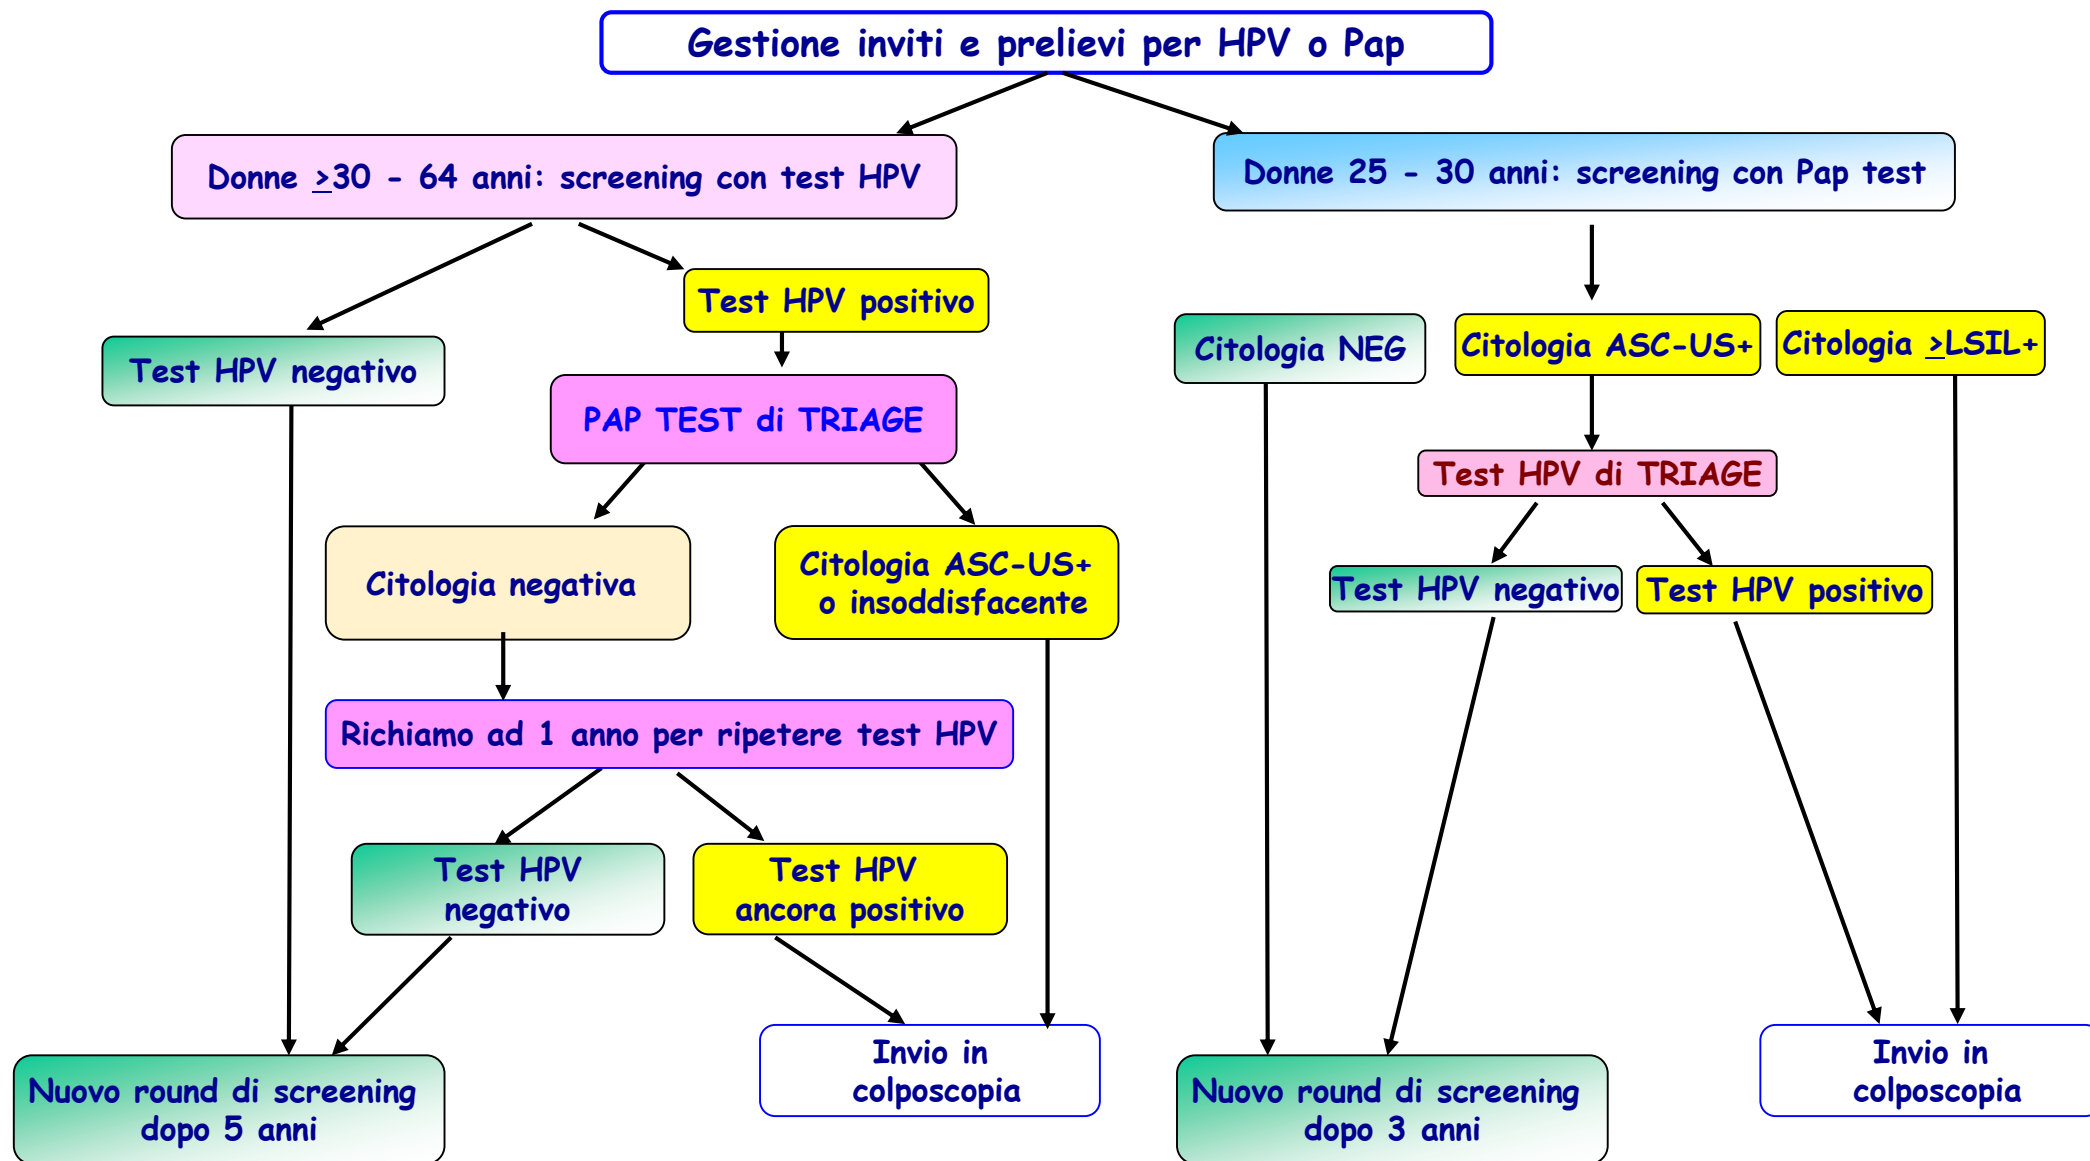 Gestione inviti e prelievi per HPV o Pap
Donne >30 - 64 anni: screening con test HPV
Donne 25 - 30 anni: screening con Pap test
Test HPV positivo
Test HPV negativo
Citologia NEG
Citologia ASC-US+
Citologia >LSIL+
PAP TEST di TRIAGE
Test HPV di TRIAGE
Citologia negativa
Citologia ASC-US+
o insoddisfacente
Test HPV negativo
Test HPV positivo
Richiamo ad 1 anno per ripetere test HPV
Test HPV
negativo
Test HPV
ancora positivo
Nuovo round di screening
dopo 5 anni
Invio in
colposcopia
Nuovo round di screening
dopo 3 anni
Invio in
colposcopia